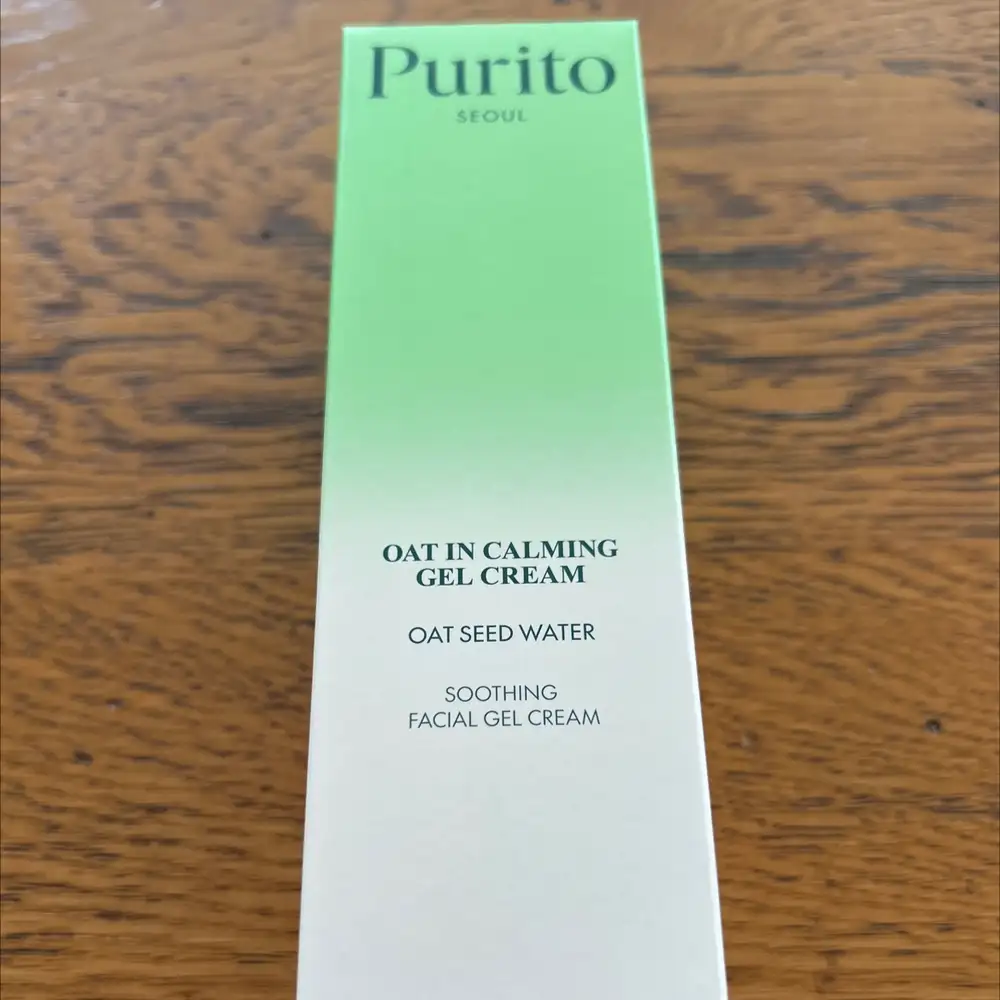 Purito
SEOUL
OAT IN CALMING
GEL CREAM
OAT SEED WATER
SOOTHING
FACIAL GEL CREAM